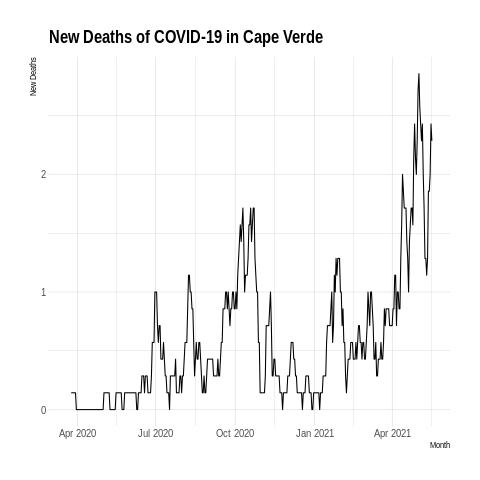 New Deaths of COVID-19 in Cape Verde
New Deaths
2
1
0
Apr 2020 Jul 2020 Oct 2020 Jan 2021 Apr 2021
Month